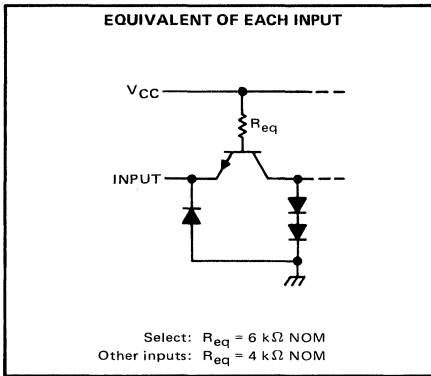 EQUIVALENT OF EACH INPUT
VCC
Req
INPUT
Select: Req = 6 kΩ NOM
Other inputs: Req = 4 kΩ NOM